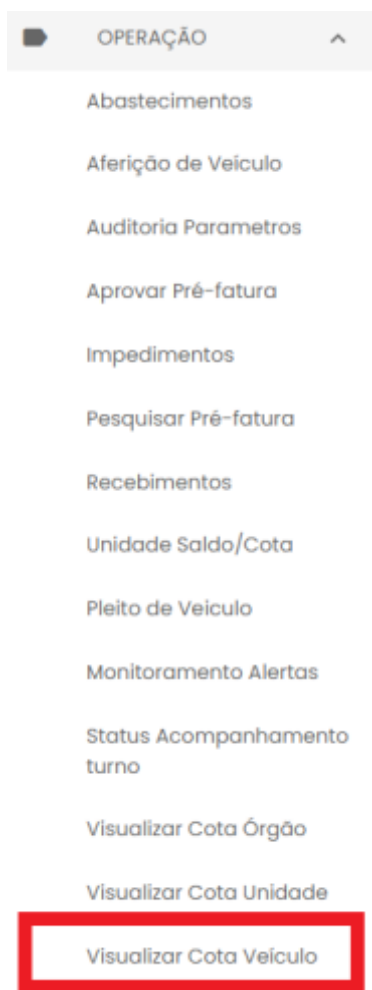 OPERAÇÃO
Abastecimentos
Aferição de Veículo
Auditoria Parametros
Aprovar Pré-fatura
Impedimentos
Pesquisar Pré-fatura
Recebimentos
Unidade Saldo/Cota
Pleito de Veiculo
Monitoramento Alertas
Status Acompanhamento
turno
Visualizar Cota Órgão
Visualizar Cota Unidade
Visualizar Cota Veículo